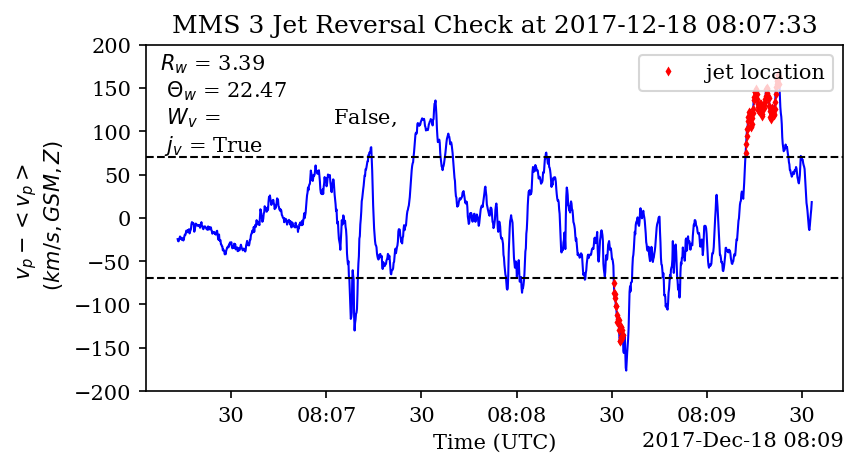 MMS 3 Jet Reversal Check at 2017-12-18 08:07:33
R_w = 3.39
Θ_w = 22.47
W_v = False,
j_v = True
jet location
v_p − < v_p >
(km/s, GSM, Z)
200
150
100
50
0
−50
−100
−150
−200
30 08:07 30 08:08 30 08:09 30
Time (UTC)
2017-Dec-18 08:09